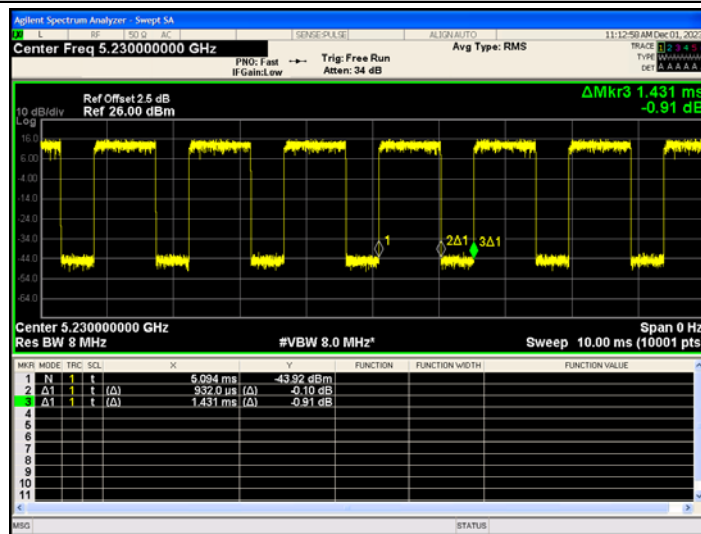 Agilent Spectrum Analyzer - Swept SA
L RF 50 Ω AC SENSE:PULSE ALIGNAUTO 11:12:58 AM Dec 01, 2023
Center Freq 5.230000000 GHz Avg Type: RMS TRACE 1 2 3 4 5
PNO: Fast Trig: Free Run TYPE
IFGain:Low Atten: 34 dB DET A A A A A
ΔMkr3 1.431 ms
Ref Offset 2.5 dB -0.91 dB
10 dB/div Ref 26.00 dBm
Log
16.0
6.00
-4.00
-14.0
-24.0
-34.0
1 2Δ1 3Δ1
-44.0
-54.0
-64.0
Center 5.230000000 GHz Span 0 Hz
Res BW 8 MHz #VBW 8.0 MHz* Sweep 10.00 ms (10001 pts
MKR MODE TRC SCL X Y FUNCTION FUNCTION WIDTH FUNCTION VALUE
1 N 1 t 5.094 ms -43.92 dBm
2 Δ1 1 t (Δ) 932.0 µs (Δ) -0.10 dB
3 Δ1 1 t (Δ) 1.431 ms (Δ) -0.91 dB
4
5
6
7
8
9
10
11
MSG STATUS